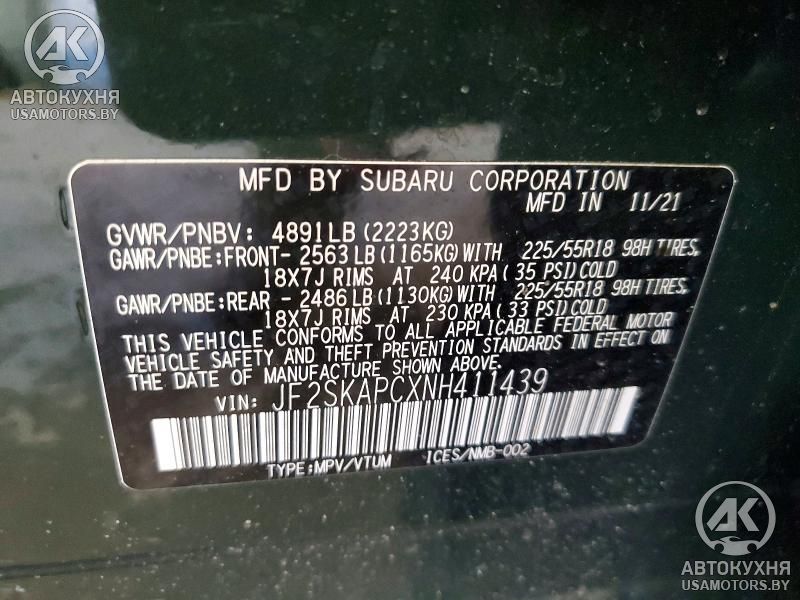 AK
АВТОКУХНЯ
USAMOTORS.BY
MFD BY SUBARU CORPORATION
MFD IN 11/21
GVWR/PNBV: 4891LB(2223KG)
GAWR/PNBE:FRONT- 2563LB(1165KG)WITH 225/55R18 98H TIRES,
18X7J RIMS AT 240 KPA(35 PSI)COLD
GAWR/PNBE:REAR -2486LB(1130KG)WITH 225/55R18 98H TIRES,
18X7J RIMS AT 230 KPA(33 PSI)COLD
THIS VEHICLE CONFORMS TO ALL APPLICABLE FEDERAL MOTOR
VEHICLE SAFETY AND THEFT PREVENTION STANDARDS IN EFFECT ON
THE DATE OF MANUFACTURE SHOWN ABOVE.
VIN: JF2SKAPCXNH411439
TYPE:MPV/VTUM ICES/NMB-002
AK
АВТОКУХНЯ
USAMOTORS.BY